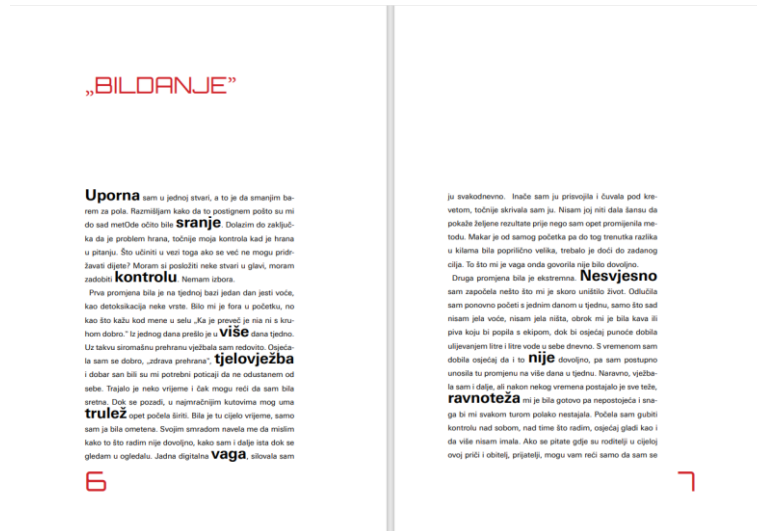 „BILDANJE”
Uporna sam u jednoj stvari, a to je da smanjim ba-
rem za pola. Razmišljam kako da to postignem pošto su mi
do sad metOde očito bile sranje. Dolazim do zaključ-
ka da je problem hrana, točnije moja kontrola kad je hrana
u pitanju. Što učiniti u vezi toga ako se već ne mogu pridr-
žavati dijete? Moram si posložiti neke stvari u glavi, moram
zadobiti kontrolu. Nemam izbora.
Prva promjena bila je na tjednoj bazi jedan dan jesti voće,
kao detoksikacija neke vrste. Bilo mi je fora u početku, no
kao što kažu kod mene u selu „Ka je preveč je nia ni s kru-
hom dobro.” Iz jednog dana prešlo je u više dana tjedno.
Uz takvu siromašnu prehranu vježbala sam redovito. Osjeća-
la sam se dobro, „zdrava prehrana”, tjelovježba
i dobar san bili su mi potrebni poticaji da ne odustanem od
sebe. Trajalo je neko vrijeme i čak mogu reći da sam bila
sretna. Dok se pozadi, u najmračnijim kutovima mog uma
trulež opet počela širiti. Bila je tu cijelo vrijeme, samo
sam ja bila ometena. Svojim smradom navela me da mislim
kako to što radim nije dovoljno, kako sam i dalje ista dok se
gledam u ogledalu. Jadna digitalna vaga, silovala sam
6
ju svakodnevno. Inače sam ju prisvojila i čuvala pod kre-
vetom, točnije skrivala sam ju. Nisam joj niti dala šansu da
pokaže željene rezultate prije nego sam opet promijenila me-
todu. Makar je od samog početka pa do tog trenutka razlika
u kilama bila poprilično velika, trebalo je doći do zadanog
cilja. To što mi je vaga onda govorila nije bilo dovoljno.
Druga promjena bila je ekstremna. Nesvjesno
sam započela nešto što mi je skoro uništilo život. Odlučila
sam ponovno početi s jednim danom u tjednu, samo što sad
nisam jela voće, nisam jela ništa, obrok mi je bila kava ili
piva koju bi popila s ekipom, dok bi osjećaj punoće dobila
ulijevanjem litre i litre vode u sebe dnevno. S vremenom sam
dobila osjećaj da i to nije dovoljno, pa sam postupno
unosila tu promjenu na više dana u tjednu. Naravno, vježba-
la sam i dalje, ali nakon nekog vremena postajalo je sve teže,
ravnoteža mi je bila gotovo pa nepostojeća i sna-
ga bi mi svakom turom polako nestajala. Počela sam gubiti
kontrolu nad sobom, nad time što radim, osjećaj gladi kao i
da više nisam imala. Ako se pitate gdje su roditelji u cijeloj
ovoj priči i obitelj, prijatelji, mogu vam reći samo da sam se
7